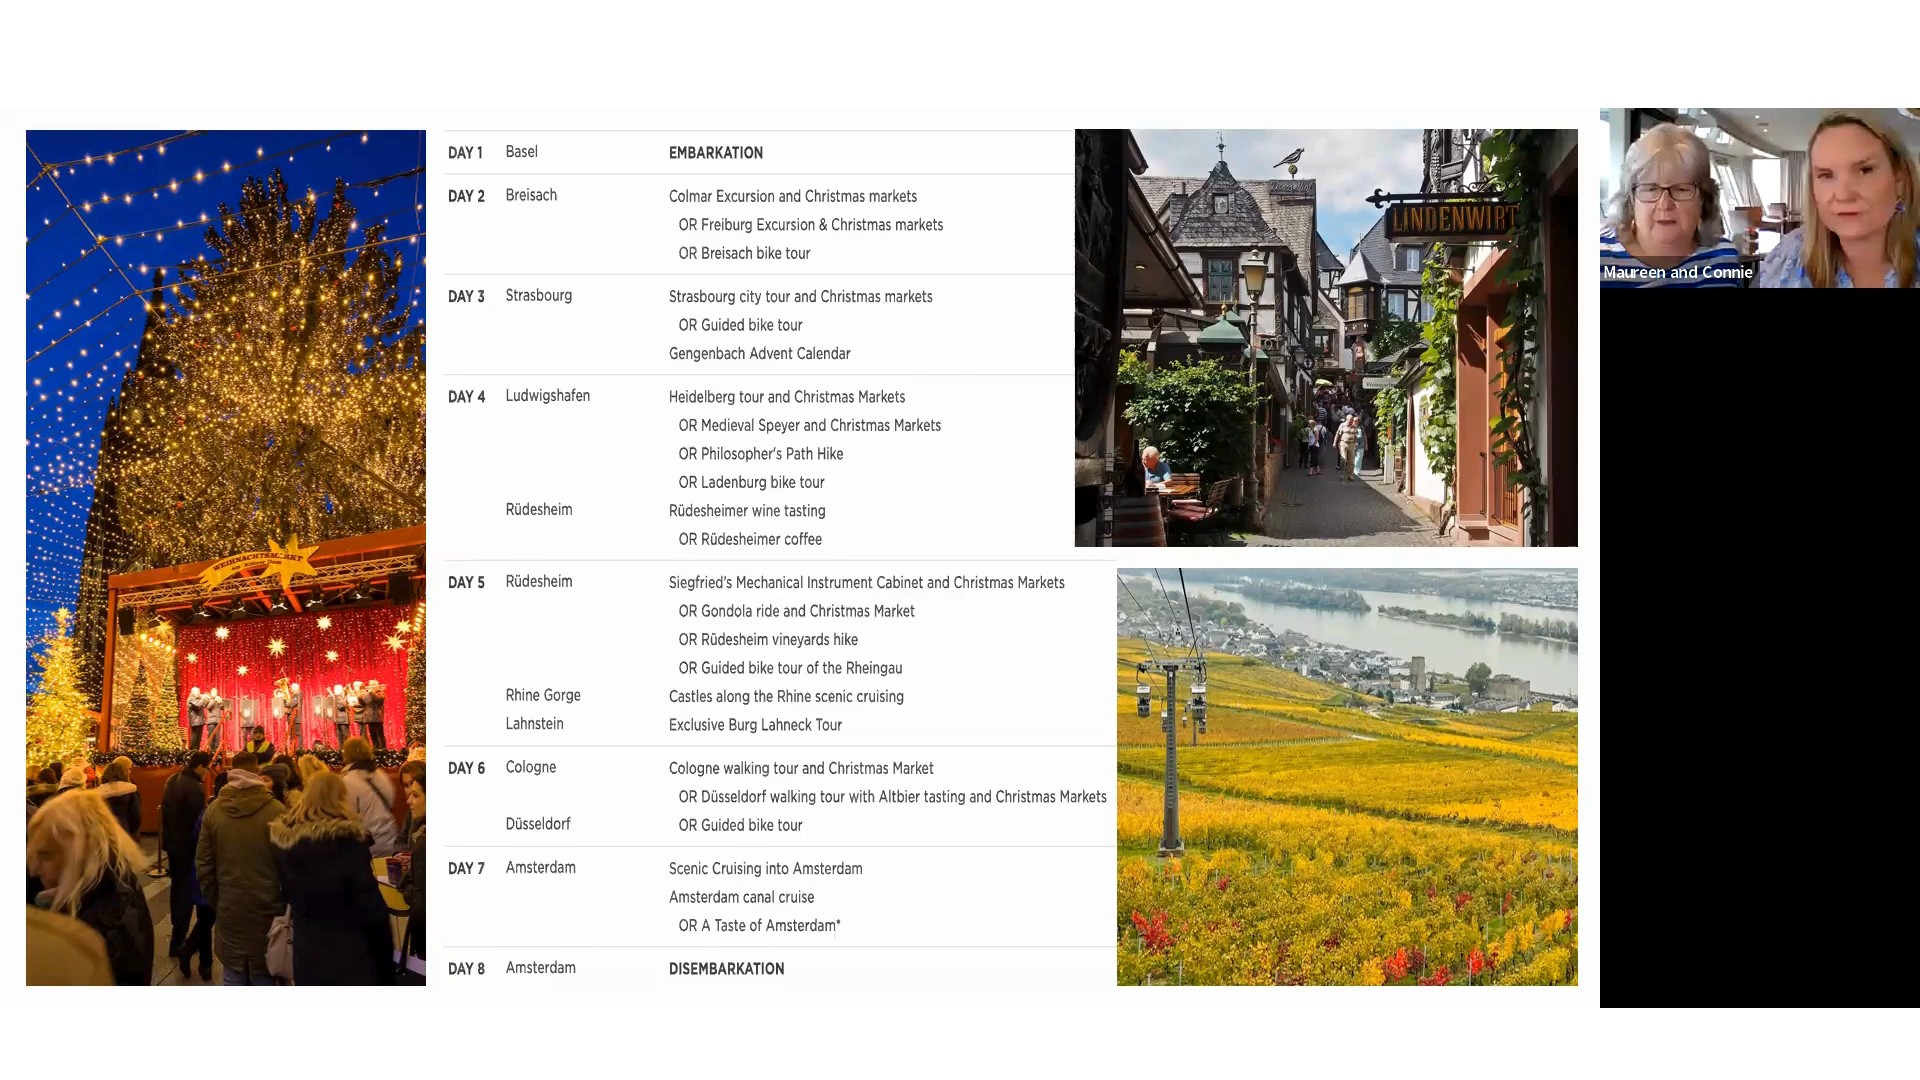 DAY 1 Basel EMBARKATION
DAY 2 Breisach Colmar Excursion and Christmas markets
OR Freiburg Excursion & Christmas markets
OR Breisach bike tour
DAY 3 Strasbourg Strasbourg city tour and Christmas markets
OR Guided bike tour
Gengenbach Advent Calendar
DAY 4 Ludwigshafen Heidelberg tour and Christmas Markets
OR Medieval Speyer and Christmas Markets
OR Philosopher's Path Hike
OR Ladenburg bike tour
Rüdesheim Rüdesheimer wine tasting
OR Rüdesheimer coffee
DAY 5 Rüdesheim Siegfried's Mechanical Instrument Cabinet and Christmas Markets
OR Gondola ride and Christmas Market
OR Rüdesheim vineyards hike
OR Guided bike tour of the Rheingau
Rhine Gorge Castles along the Rhine scenic cruising
Lahnstein Exclusive Burg Lahneck Tour
DAY 6 Cologne Cologne walking tour and Christmas Market
OR Düsseldorf walking tour with Altbier tasting and Christmas Markets
Düsseldorf OR Guided bike tour
DAY 7 Amsterdam Scenic Cruising into Amsterdam
Amsterdam canal cruise
OR A Taste of Amsterdam*
DAY 8 Amsterdam DISEMBARKATION
WEIHNACHTSMARKT
LINDENWIRT
Maureen and Connie